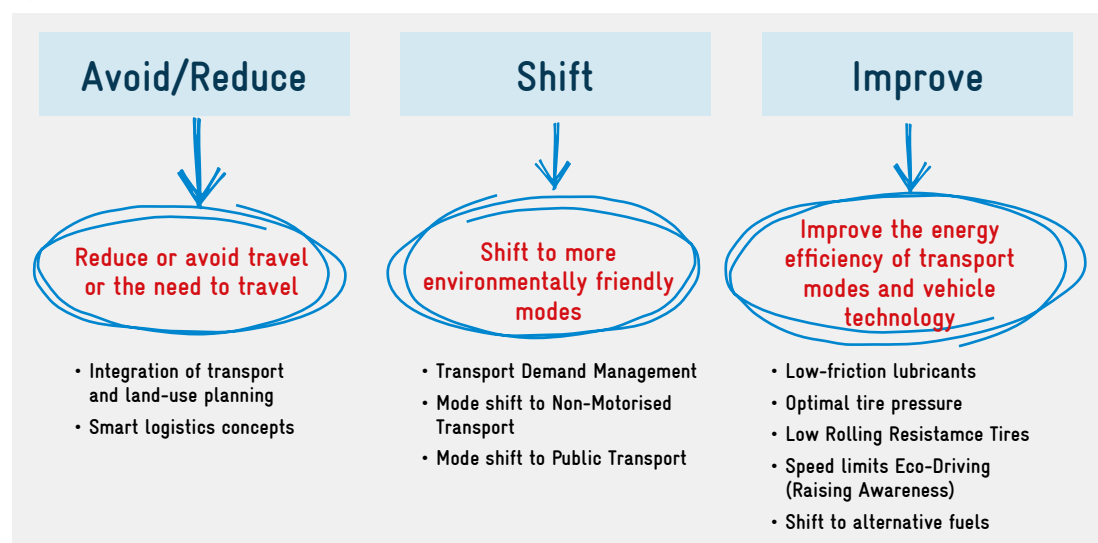 Avoid/Reduce
Reduce or avoid travel
or the need to travel
• Integration of transport
and land-use planning
• Smart logistics concepts
Shift
Shift to more
environmentally friendly
modes
• Transport Demand Management
• Mode shift to Non-Motorised
Transport
• Mode shift to Public Transport
Improve
Improve the energy
efficiency of transport
modes and vehicle
technology
• Low-friction lubricants
• Optimal tire pressure
• Low Rolling Resistamce Tires
• Speed limits Eco-Driving
(Raising Awareness)
• Shift to alternative fuels